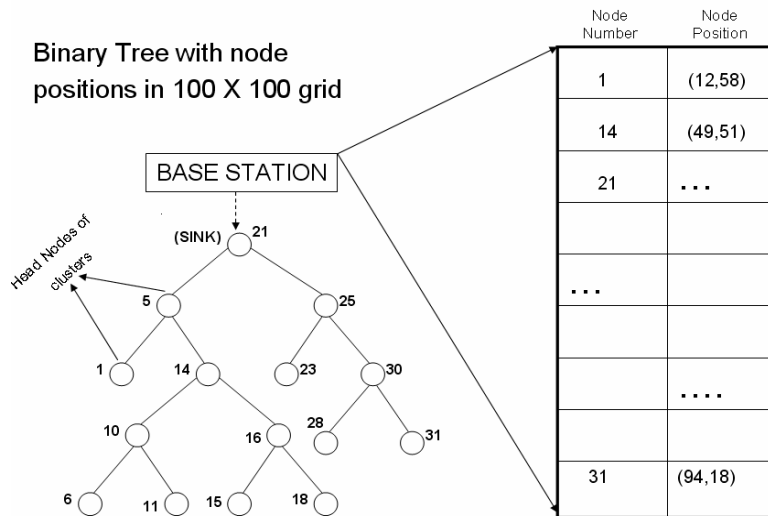 Binary Tree with node
positions in 100 X 100 grid
BASE STATION
(SINK)
21
Head Nodes of
clusters
5
25
1
14
23
30
10
16
28
31
6
11
15
18
Node
Number
Node
Position
1
(12,58)
14
(49,51)
21
...
...
....
31
(94,18)